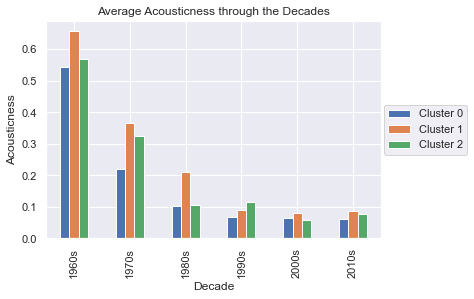 Average Acousticness through the Decades
Acousticness
0.6
0.5
0.4
0.3
0.2
0.1
0.0
1960s
1970s
1980s
1990s
2000s
2010s
Decade
Cluster 0
Cluster 1
Cluster 2